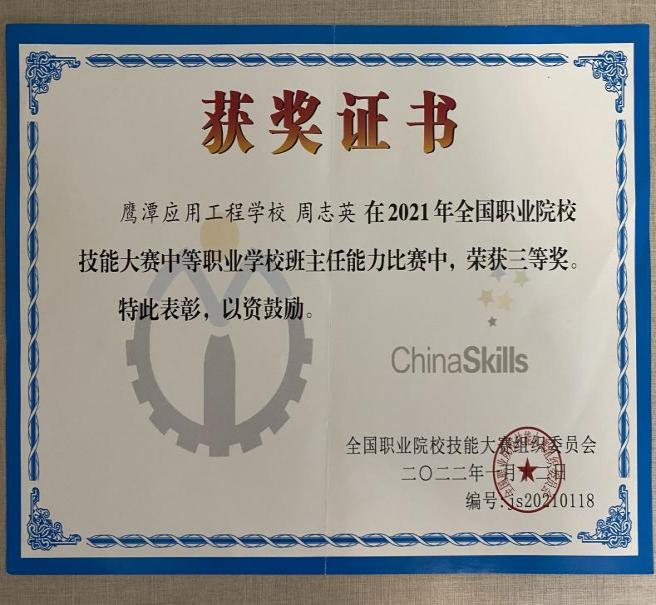 获奖证书
鹰潭应用工程学校 周志英 在2021年全国职业院校
技能大赛中等职业学校班主任能力比赛中，荣获三等奖。
特此表彰，以资鼓励。
ChinaSkills
全国职业院校技能大赛组织委员会
二〇二二年一月十二日
编号:js20210118